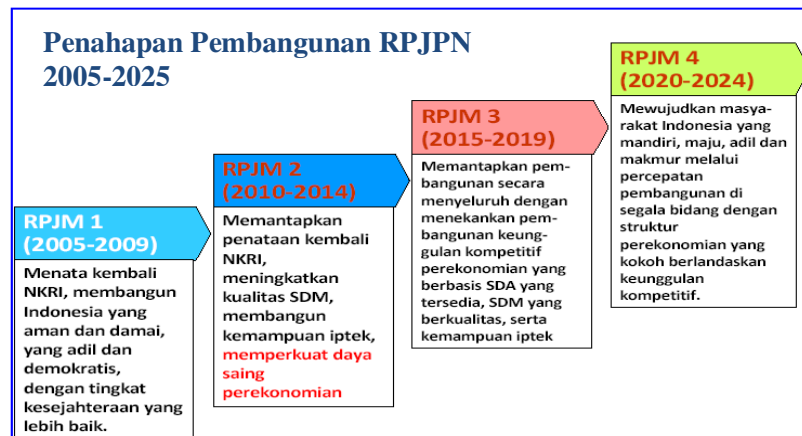 Penahapan Pembangunan RPJPN
2005-2025
RPJM 1
(2005-2009)
Menata kembali
NKRI, membangun
Indonesia yang
aman dan damai,
yang adil dan
demokratis,
dengan tingkat
kesejahteraan yang
lebih baik.
RPJM 2
(2010-2014)
Memantapkan
penataan kembali
NKRI,
meningkatkan
kualitas SDM,
membangun
kemampuan iptek,
memperkuat daya
saing
perekonomian
RPJM 3
(2015-2019)
Memantapkan pem-
bangunan secara
menyeluruh dengan
menekankan pem-
bangunan keung-
gulan kompetitif
perekonomian yang
berbasis SDA yang
tersedia, SDM yang
berkualitas, serta
kemampuan iptek
RPJM 4
(2020-2024)
Mewujudkan masya-
rakat Indonesia yang
mandiri, maju, adil dan
makmur melalui
percepatan
pembangunan di
segala bidang dengan
struktur
perekonomian yang
kokoh berlandaskan
keunggulan
kompetitif.